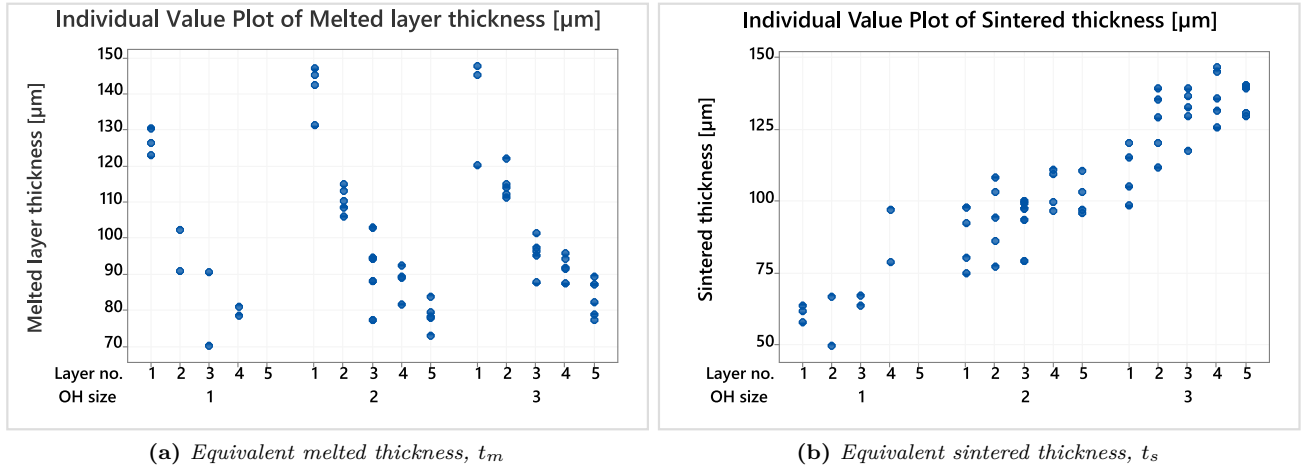 Individual Value Plot of Melted layer thickness [μm]
Melted layer thickness [μm]
150
140
130
120
110
100
90
80
70
Layer no. 1 2 3 4 5 1 2 3 4 5 1 2 3 4 5
OH size 1 2 3
(a) Equivalent melted thickness, tm
Individual Value Plot of Sintered thickness [μm]
Sintered thickness [μm]
150
125
100
75
50
Layer no. 1 2 3 4 5 1 2 3 4 5 1 2 3 4 5
OH size 1 2 3
(b) Equivalent sintered thickness, ts